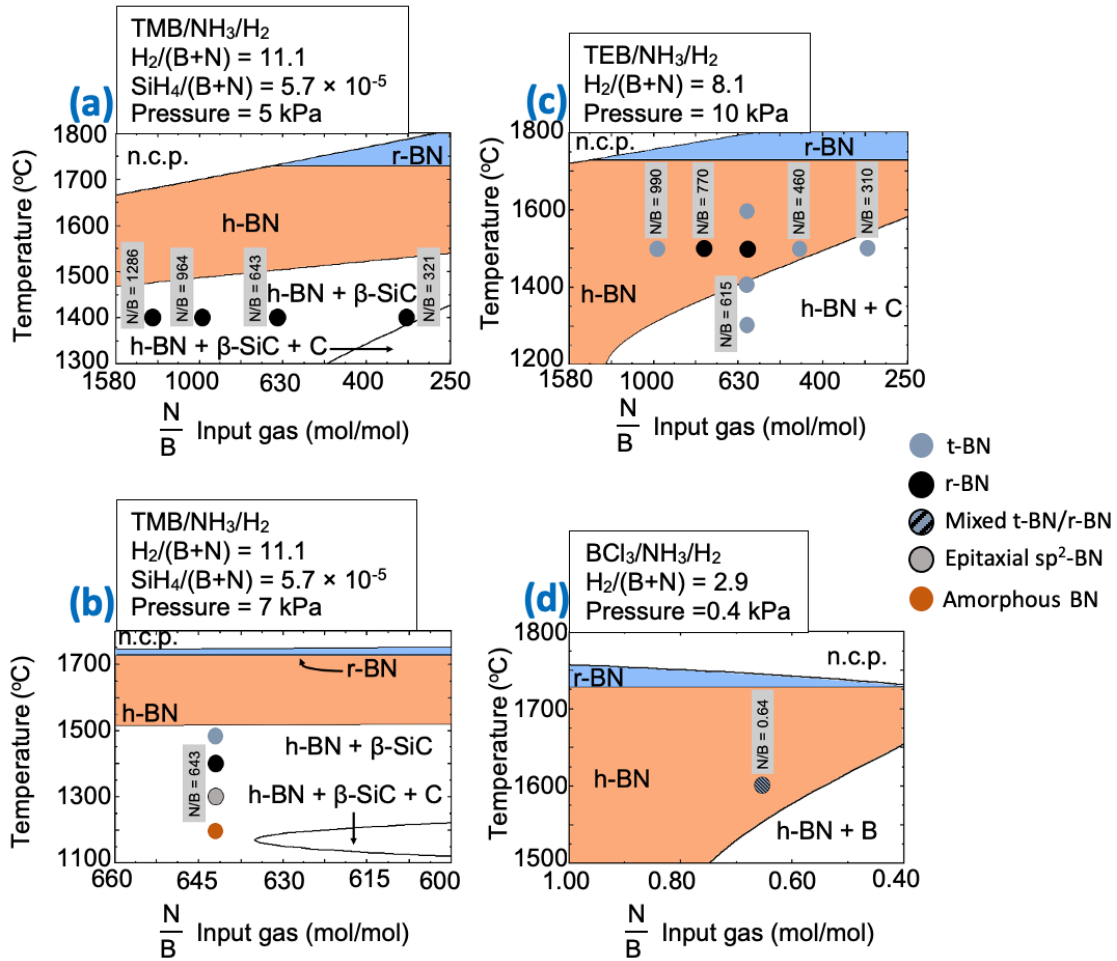 TMB/NH₃/H₂
H₂/(B+N) = 11.1
SiH₄/(B+N) = 5.7 × 10⁻⁵
Pressure = 5 kPa
(a)
1800
1700
1600
1500
1400
1300
Temperature (ºC)
n.c.p.
r-BN
h-BN
N/B = 1286
N/B = 964
N/B = 643
N/B = 321
h-BN + β-SiC
h-BN + β-SiC + C
1580 1000 630 400 250
N
B
Input gas (mol/mol)
TEB/NH₃/H₂
H₂/(B+N) = 8.1
Pressure = 10 kPa
(c)
1800
1600
1400
1200
Temperature (ºC)
n.c.p.
r-BN
N/B = 990
N/B = 770
N/B = 460
N/B = 310
h-BN
N/B = 615
h-BN + C
1580 1000 630 400 250
N
B
Input gas (mol/mol)
t-BN
r-BN
Mixed t-BN/r-BN
Epitaxial sp²-BN
Amorphous BN
TMB/NH₃/H₂
H₂/(B+N) = 11.1
SiH₄/(B+N) = 5.7 × 10⁻⁵
Pressure = 7 kPa
(b)
1700
1500
1300
1100
Temperature (ºC)
n.c.p.
r-BN
h-BN
N/B = 643
h-BN + β-SiC
h-BN + β-SiC + C
660 645 630 615 600
N
B
Input gas (mol/mol)
BCl₃/NH₃/H₂
H₂/(B+N) = 2.9
Pressure =0.4 kPa
(d)
1800
1700
1600
1500
Temperature (ºC)
n.c.p.
r-BN
N/B = 0.64
h-BN
h-BN + B
1.00 0.80 0.60 0.40
N
B
Input gas (mol/mol)